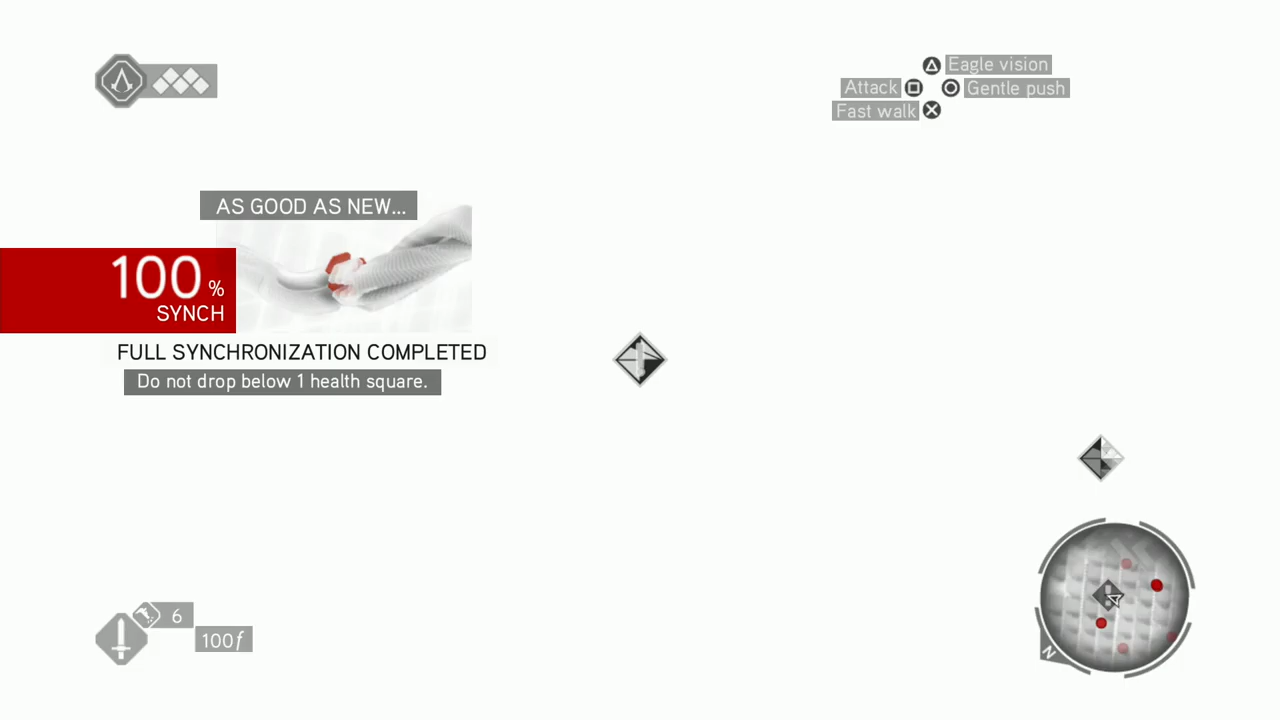 Eagle vision
Attack
Gentle push
Fast walk
AS GOOD AS NEW...
100 %
SYNCH
FULL SYNCHRONIZATION COMPLETED
Do not drop below 1 health square.
6
100ƒ
N